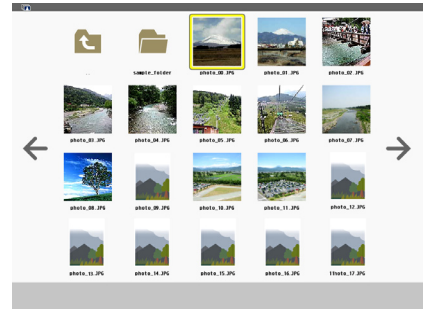 ..
sample_folder
photo_00.JPG
photo_01.JPG
photo_02.JPG
photo_03.JPG
photo_04.JPG
photo_05.JPG
photo_06.JPG
photo_07.JPG
photo_08.JPG
photo_09.JPG
photo_10.JPG
photo_11.JPG
photo_12.JPG
photo_13.JPG
photo_14.JPG
photo_15.JPG
photo_16.JPG
11hoto_17.JPG